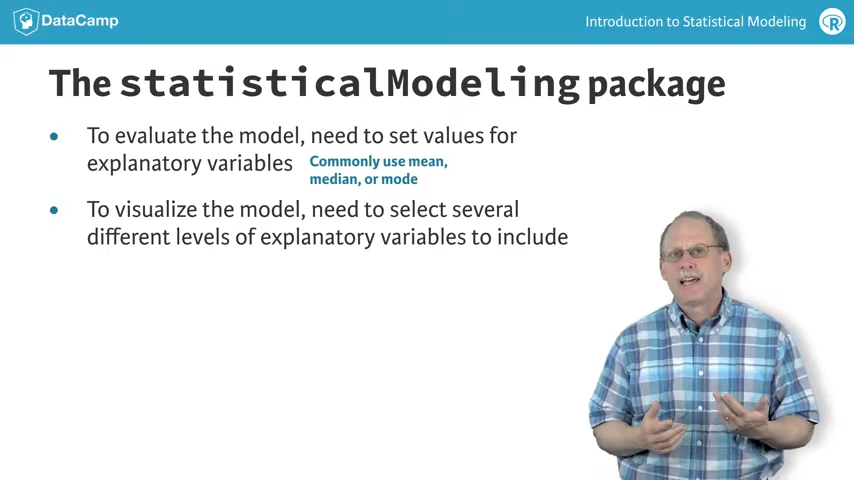 DataCamp
Introduction to Statistical Modeling
R
The statisticalModeling package
• To evaluate the model, need to set values for
explanatory variables
Commonly use mean,
median, or mode
• To visualize the model, need to select several
different levels of explanatory variables to include